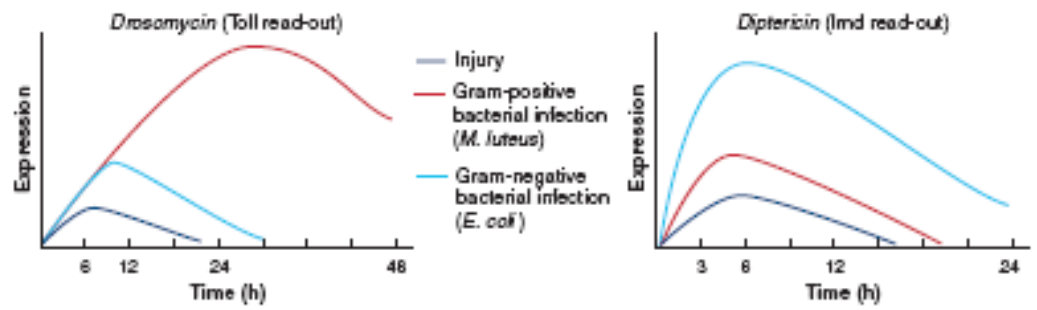 Drosomycin (Toll read-out)
Expression
6 12 24 48
Time (h)
Injury
Gram-positive
bacterial infection
(M. luteus)
Gram-negative
bacterial infection
(E. coli)
Diptericin (Imd read-out)
Expression
3 6 12 24
Time (h)